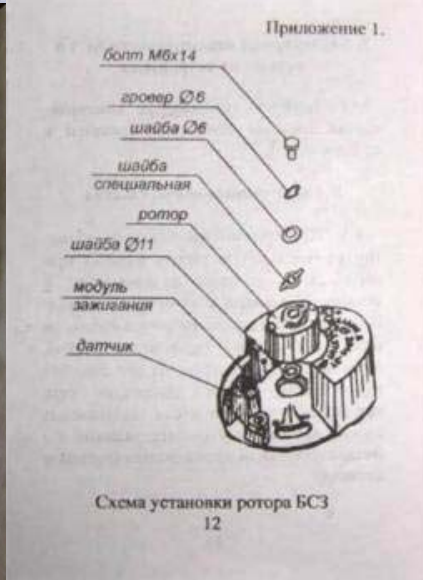 Приложение 1.
болт М6х14
гровер Ø6
шайба Ø6
шайба
специальная
ротор
шайба Ø11
модуль
зажигания
датчик
Схема установки ротора БСЗ
12